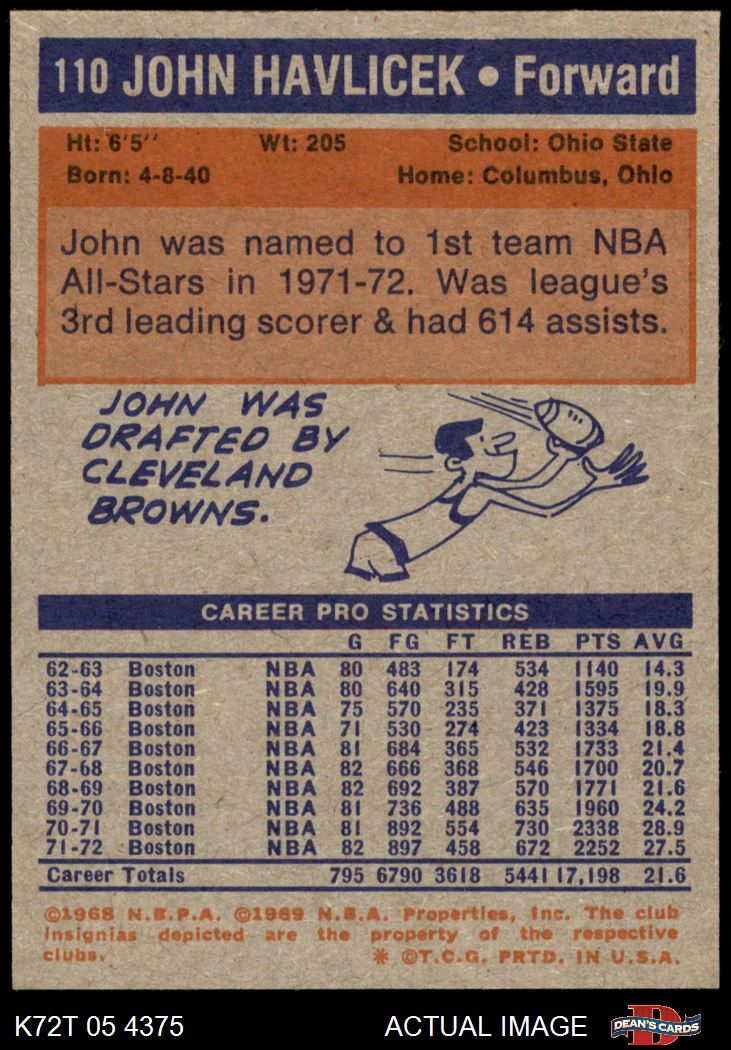 110 JOHN HAVLICEK • Forward
Ht: 6'5" Wt: 205 School: Ohio State
Born: 4-8-40 Home: Columbus, Ohio
John was named to 1st team NBA
All-Stars in 1971-72. Was league's
3rd leading scorer & had 614 assists.
JOHN WAS
DRAFTED BY
CLEVELAND
BROWNS.
CAREER PRO STATISTICS
G FG FT REB PTS AVG
62-63 Boston NBA 80 483 174 534 1140 14.3
63-64 Boston NBA 80 640 315 428 1595 19.9
64-65 Boston NBA 75 570 235 371 1375 18.3
65-66 Boston NBA 71 530 274 423 1334 18.8
66-67 Boston NBA 81 684 365 532 1733 21.4
67-68 Boston NBA 82 666 368 546 1700 20.7
68-69 Boston NBA 82 692 387 570 1771 21.6
69-70 Boston NBA 81 736 488 635 1960 24.2
70-71 Boston NBA 81 892 554 730 2338 28.9
71-72 Boston NBA 82 897 458 672 2252 27.5
Career Totals 795 6790 3618 5441 17,198 21.6
©1968 N.B.P.A. ©1969 N.B.A. Properties, Inc. The club
insignias depicted are the property of the respective
clubs. * ©T.C.G. PRTD. IN U.S.A.
K72T 05 4375 ACTUAL IMAGE D DEAN'S CARDS